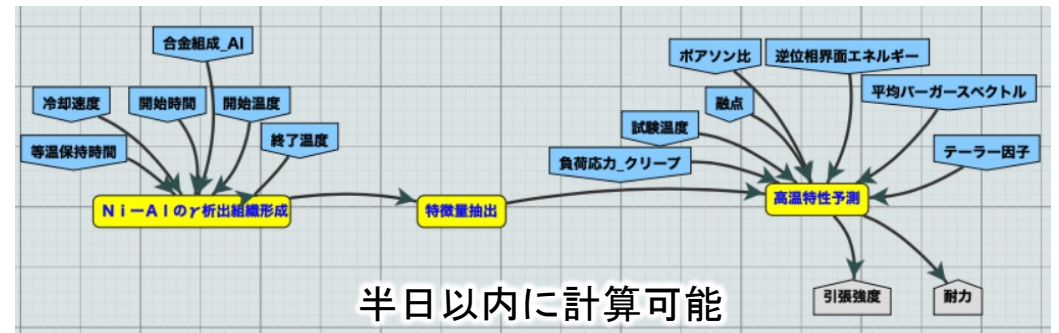 合金組成_Al
冷却速度
開始時間
開始温度
終了温度
等温保持時間
Ni－Alのγ析出組織形成
特徴量抽出
ポアソン比
逆位相界面エネルギー
融点
平均バーガースベクトル
試験温度
テーラー因子
負荷応力_クリープ
高温特性予測
引張強度
耐力
半日以内に計算可能